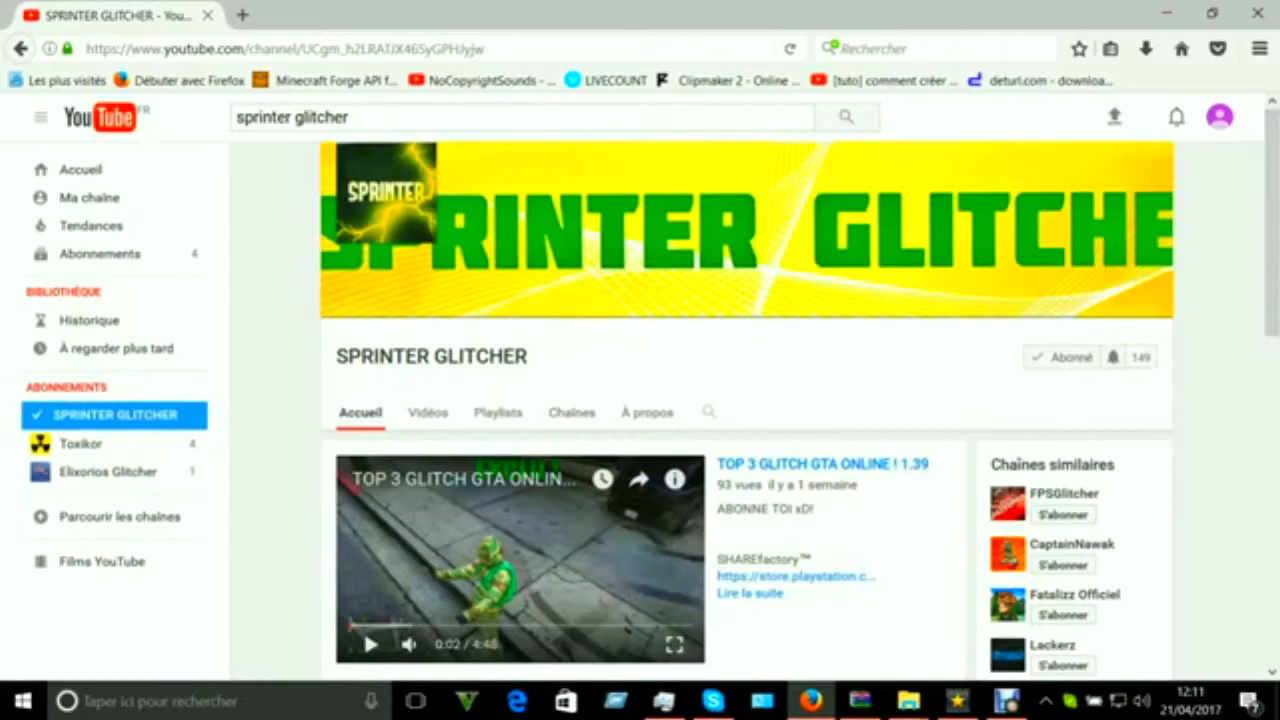 SPRINTER GLITCHER - You...
https://www.youtube.com/channel/UCgm_h2LRATJX46SyGPHJyjw
Rechercher
Les plus visités
Débuter avec Firefox
Minecraft Forge API f...
NoCopyrightSounds - ...
LIVECOUNT
Clipmaker 2 - Online ...
[tuto] comment créer ...
deturl.com - downloa...
YouTube FR
sprinter glitcher
Accueil
Ma chaîne
Tendances
Abonnements 4
BIBLIOTHÈQUE
Historique
À regarder plus tard
ABONNEMENTS
SPRINTER GLITCHER
Toxikor 4
Elixorios Glitcher 1
Parcourir les chaînes
Films YouTube
SPRINTER
SPRINTER GLITCHE
SPRINTER GLITCHER
Abonné 149
Accueil Vidéos Playlists Chaînes À propos
TOP 3 GLITCH GTA ONLIN...
0:02 / 4:48
TOP 3 GLITCH GTA ONLINE ! 1.39
93 vues il y a 1 semaine
ABONNE TOI xD!
SHAREfactory™
https://store.playstation.c...
Lire la suite
Chaînes similaires
FPSGlitcher
S'abonner
CaptainNawak
S'abonner
Fatalizz Officiel
S'abonner
Lackerz
S'abonner
Taper ici pour rechercher
12:11
21/04/2017
7